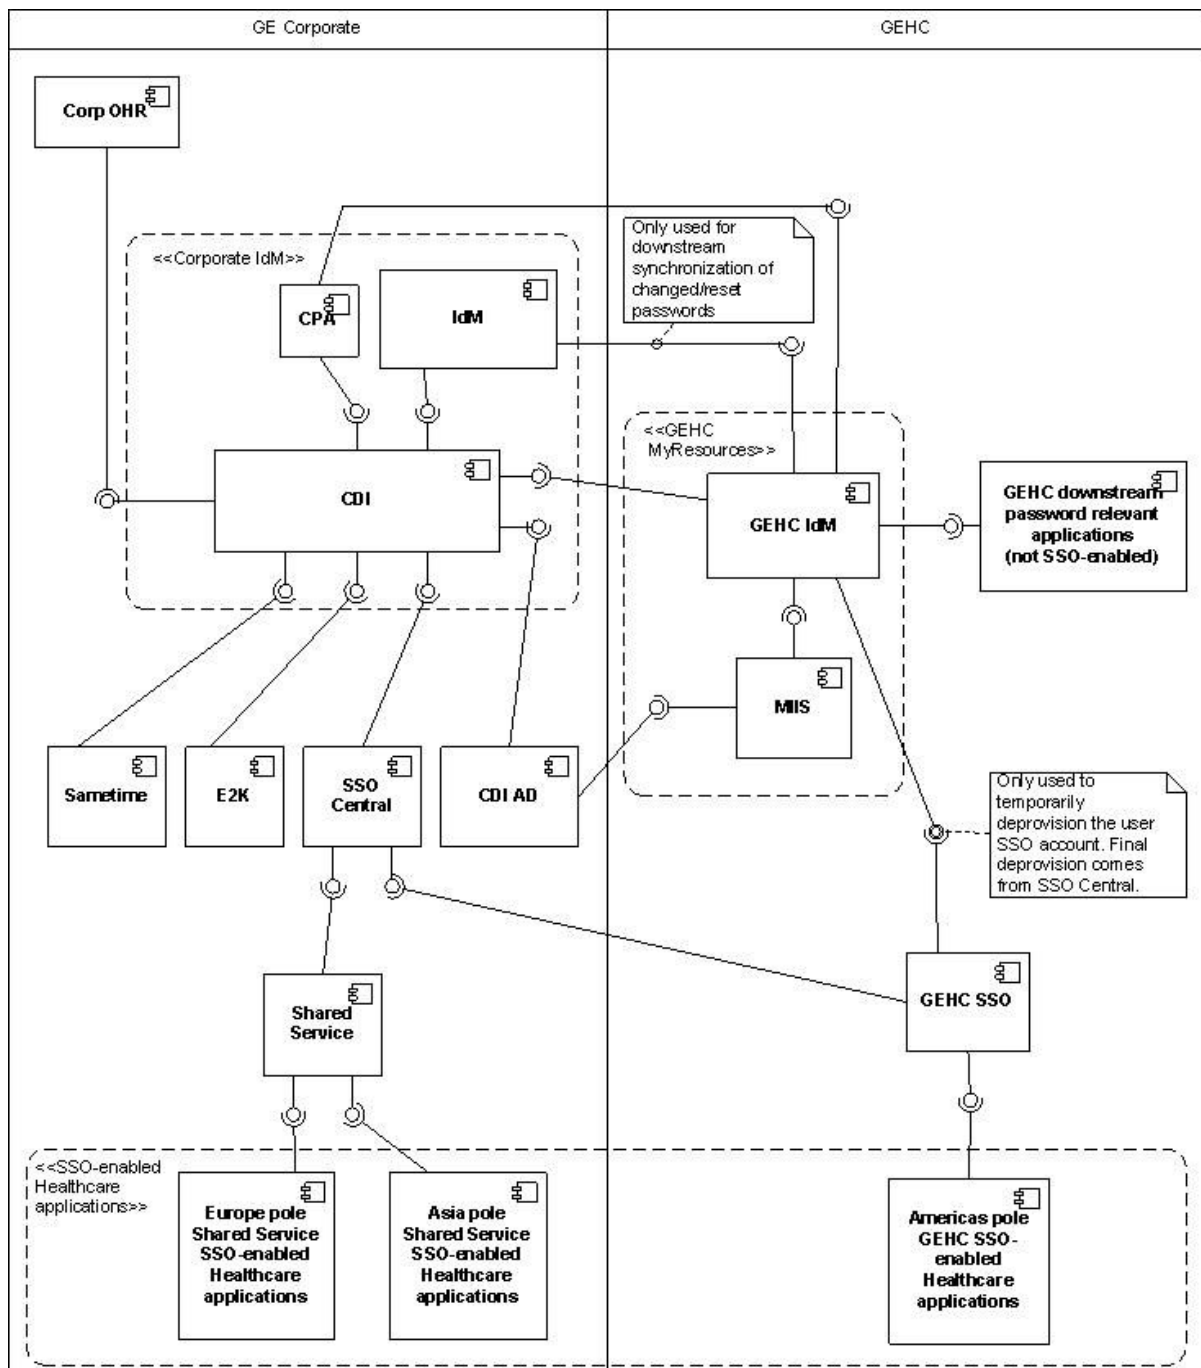 GE Corporate
GEHC
Corp OHR
Only used for
downstream
synchronization of
changed/reset
passwords
<<Corporate IdM>>
CPA
IdM
<<GEHC
MyResources>>
CDI
GEHC IdM
GEHC downstream
password relevant
applications
(not SSO-enabled)
MIIS
Sametime
E2K
SSO
Central
CDI AD
Only used to
temporarily
deprovision the user
SSO account. Final
deprovision comes
from SSO Central.
Shared
Service
GEHC SSO
<<SSO-enabled
Healthcare
applications>>
Europe pole
Shared Service
SSO-enabled
Healthcare
applications
Asia pole
Shared Service
SSO-enabled
Healthcare
applications
Americas pole
GEHC SSO-
enabled
Healthcare
applications